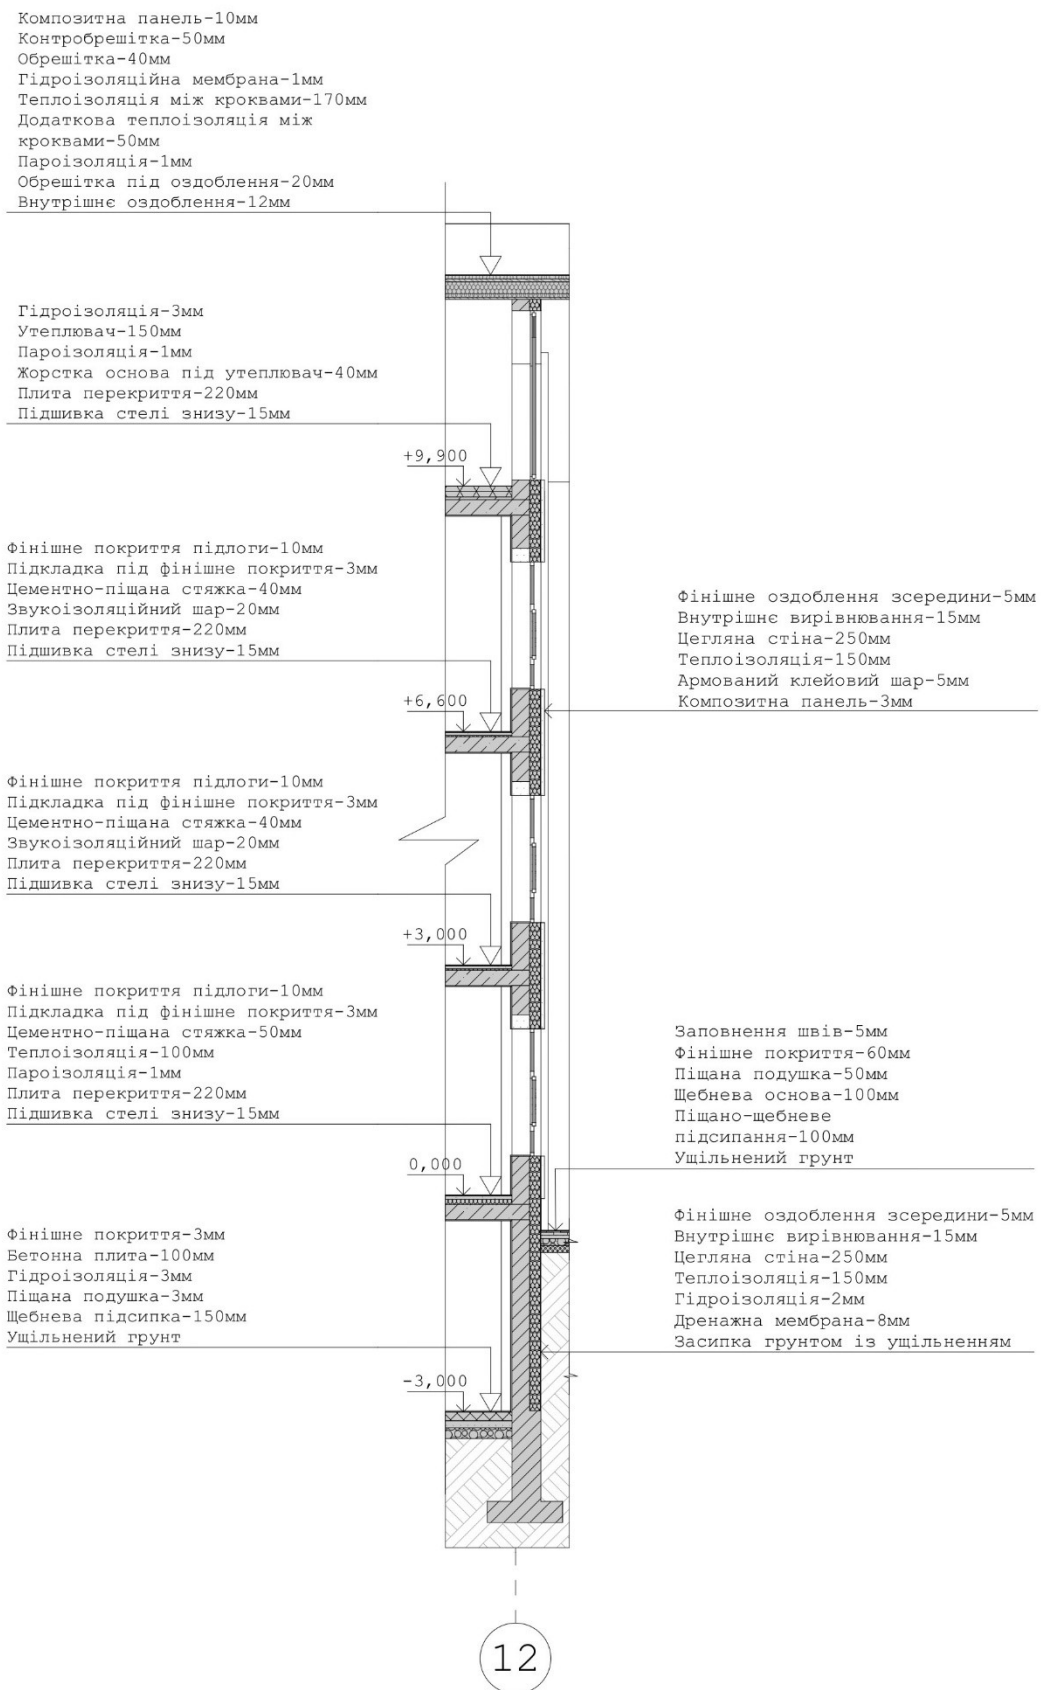 Композитна панель-10мм
Контробрешітка-50мм
Обрешітка-40мм
Гідроізоляційна мембрана-1мм
Теплоізоляція між кроквами-170мм
Додаткова теплоізоляція між
кроквами-50мм
Пароізоляція-1мм
Обрешітка під оздоблення-20мм
Внутрішнє оздоблення-12мм
Гідроізоляція-3мм
Утеплювач-150мм
Пароізоляція-1мм
Жорстка основа під утеплювач-40мм
Плита перекриття-220мм
Підшивка стелі знизу-15мм
+9,900
Фінішне покриття підлоги-10мм
Підкладка під фінішне покриття-3мм
Цементно-піщана стяжка-40мм
Звукоізоляційний шар-20мм
Плита перекриття-220мм
Підшивка стелі знизу-15мм
Фінішне оздоблення зсередини-5мм
Внутрішнє вирівнювання-15мм
Цегляна стіна-250мм
Теплоізоляція-150мм
Армований клейовий шар-5мм
Композитна панель-3мм
+6,600
Фінішне покриття підлоги-10мм
Підкладка під фінішне покриття-3мм
Цементно-піщана стяжка-40мм
Звукоізоляційний шар-20мм
Плита перекриття-220мм
Підшивка стелі знизу-15мм
+3,000
Фінішне покриття підлоги-10мм
Підкладка під фінішне покриття-3мм
Цементно-піщана стяжка-50мм
Теплоізоляція-100мм
Пароізоляція-1мм
Плита перекриття-220мм
Підшивка стелі знизу-15мм
Заповнення швів-5мм
Фінішне покриття-60мм
Піщана подушка-50мм
Щебнева основа-100мм
Піщано-щебневе
підсипання-100мм
Ущільнений грунт
0,000
Фінішне покриття-3мм
Бетонна плита-100мм
Гідроізоляція-3мм
Піщана подушка-3мм
Щебнева підсипка-150мм
Ущільнений грунт
Фінішне оздоблення зсередини-5мм
Внутрішнє вирівнювання-15мм
Цегляна стіна-250мм
Теплоізоляція-150мм
Гідроізоляція-2мм
Дренажна мембрана-8мм
Засипка грунтом із ущільненням
-3,000
12